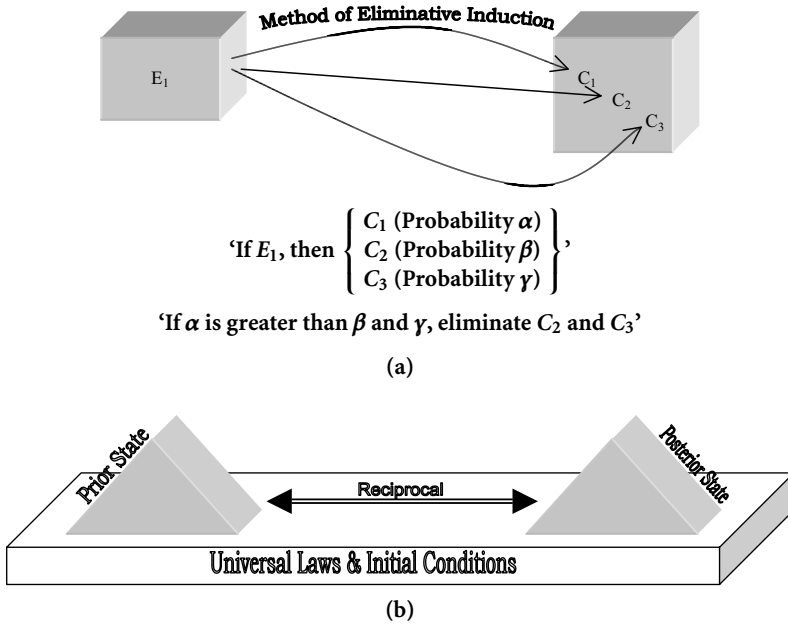 Method of Eliminative Induction
E₁
C₁
C₂
C₃
‘If E₁, then { C₁ (Probability α)
C₂ (Probability β)
C₃ (Probability γ) }’
‘If α is greater than β and γ, eliminate C₂ and C₃’
(a)
Prior State
Posterior State
Reciprocal
Universal Laws & Initial Conditions
(b)